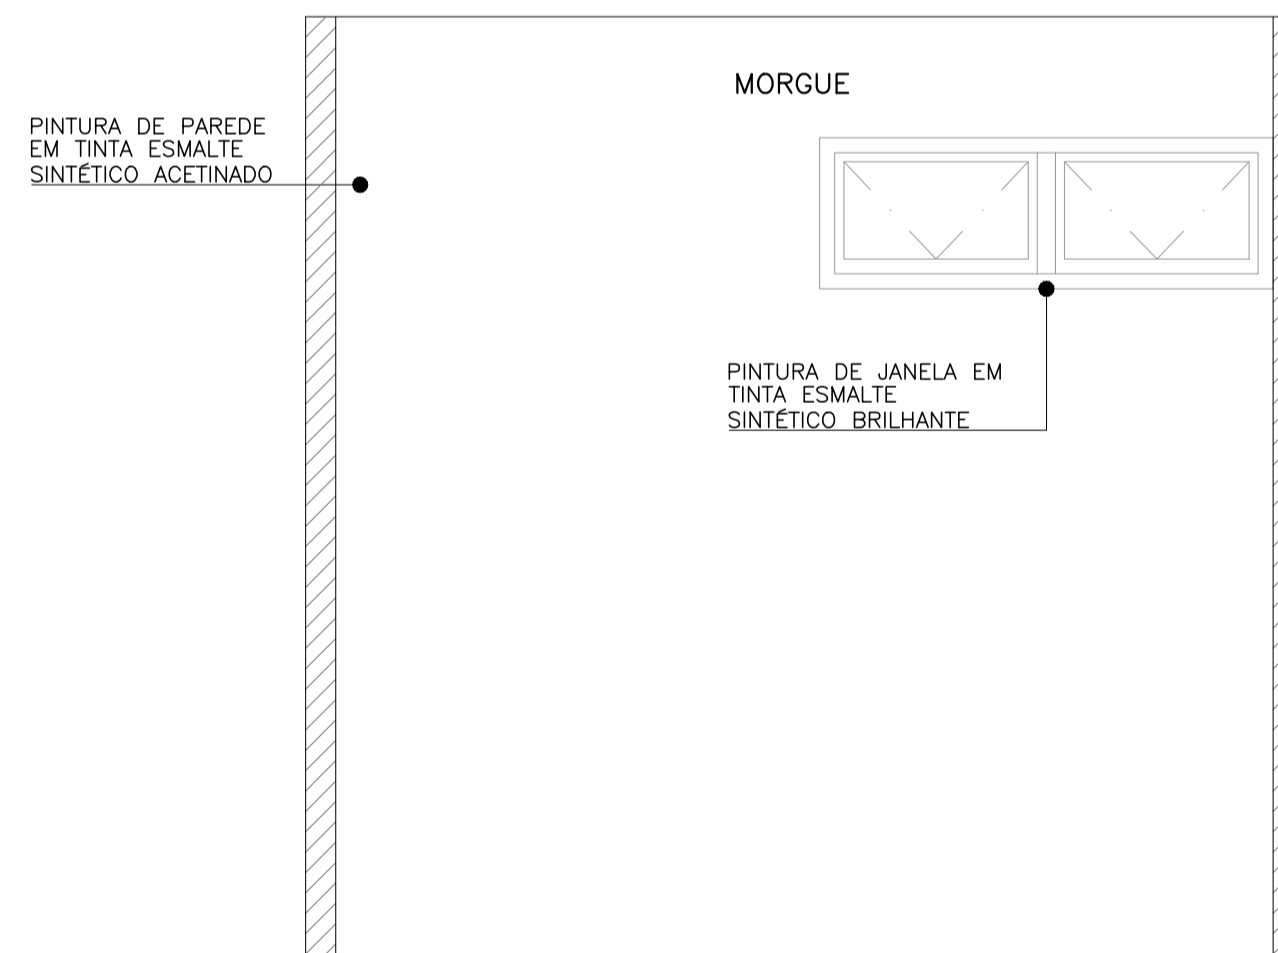 MORGUE
PINTURA DE PAREDE
EM TINTA ESMALTE
SINTÉTICO ACETINADO
PINTURA DE JANELA EM
TINTA ESMALTE
SINTÉTICO BRILHANTE